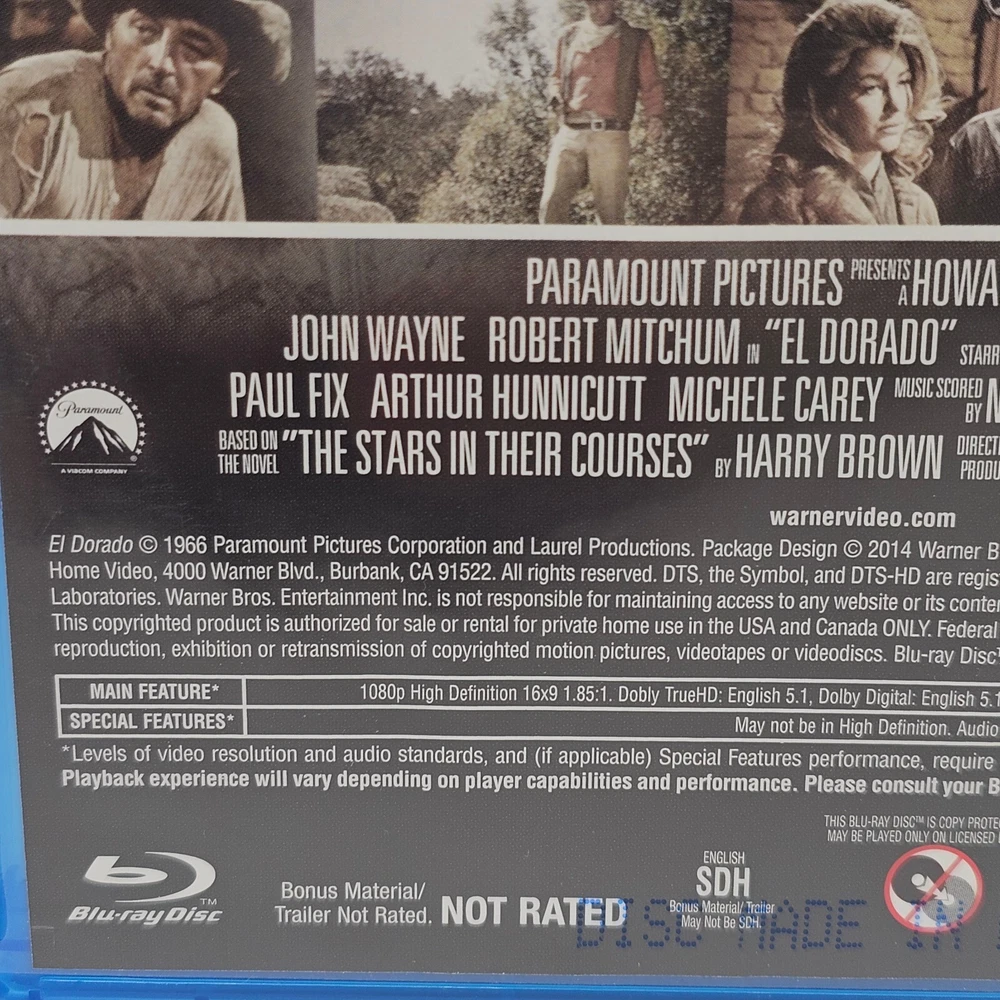 PARAMOUNT PICTURES PRESENTS A HOWA
JOHN WAYNE ROBERT MITCHUM IN "EL DORADO" STARR
PAUL FIX ARTHUR HUNNICUTT MICHELE CAREY MUSIC SCORED BY N
BASED ON THE NOVEL "THE STARS IN THEIR COURSES" BY HARRY BROWN DIRECT PRODU
Paramount
A VIACOM COMPANY
warnervideo.com
El Dorado © 1966 Paramount Pictures Corporation and Laurel Productions. Package Design © 2014 Warner B
Home Video, 4000 Warner Blvd., Burbank, CA 91522. All rights reserved. DTS, the Symbol, and DTS-HD are regis
Laboratories. Warner Bros. Entertainment Inc. is not responsible for maintaining access to any website or its conte
This copyrighted product is authorized for sale or rental for private home use in the USA and Canada ONLY. Federal
reproduction, exhibition or retransmission of copyrighted motion pictures, videotapes or videodiscs. Blu-ray Disc
MAIN FEATURE* 1080p High Definition 16x9 1.85:1. Dobly TrueHD: English 5.1, Dolby Digital: English 5.1
SPECIAL FEATURES* May not be in High Definition. Audio
*Levels of video resolution and audio standards, and (if applicable) Special Features performance, require
Playback experience will vary depending on player capabilities and performance. Please consult your B
THIS BLU-RAY DISC™ IS COPY PROTE
MAY BE PLAYED ONLY ON LICENSED
Blu-ray Disc™
Bonus Material/
Trailer Not Rated. NOT RATED
ENGLISH
SDH
Bonus Material/ Trailer
May Not Be SDH.
DISC MADE IN